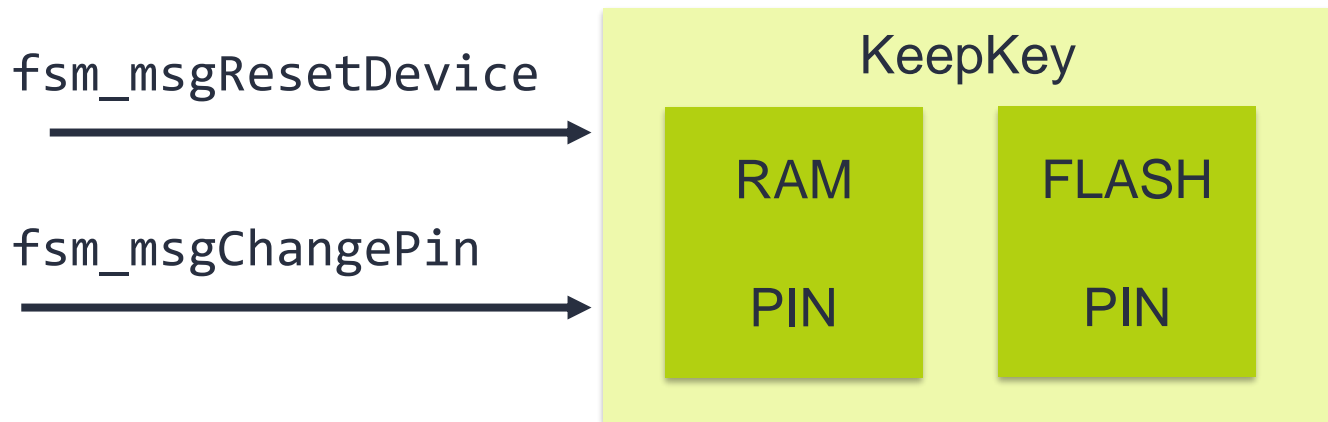 fsm_msgResetDevice
fsm_msgChangePin
KeepKey
RAM
PIN
FLASH
PIN